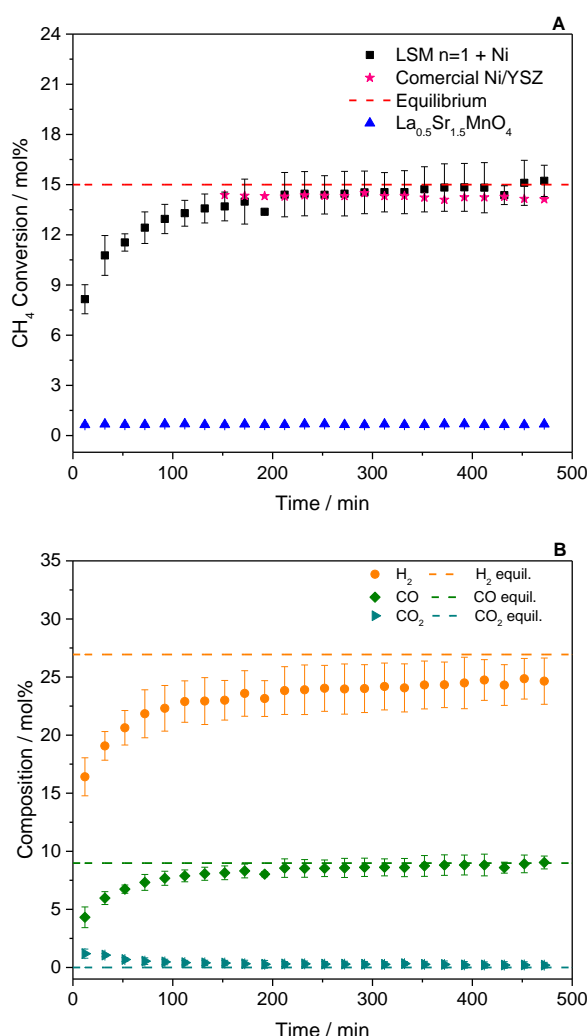 A
24
21
18
15
12
9
6
3
0
CH₄ Conversion / mol%
LSM n=1 + Ni
Comercial Ni/YSZ
Equilibrium
La₀.₅Sr₁.₅MnO₄
0 100 200 300 400 500
Time / min
B
35
30
25
20
15
10
5
0
Composition / mol%
H₂ H₂ equil.
CO CO equil.
CO₂ CO₂ equil.
0 100 200 300 400 500
Time / min